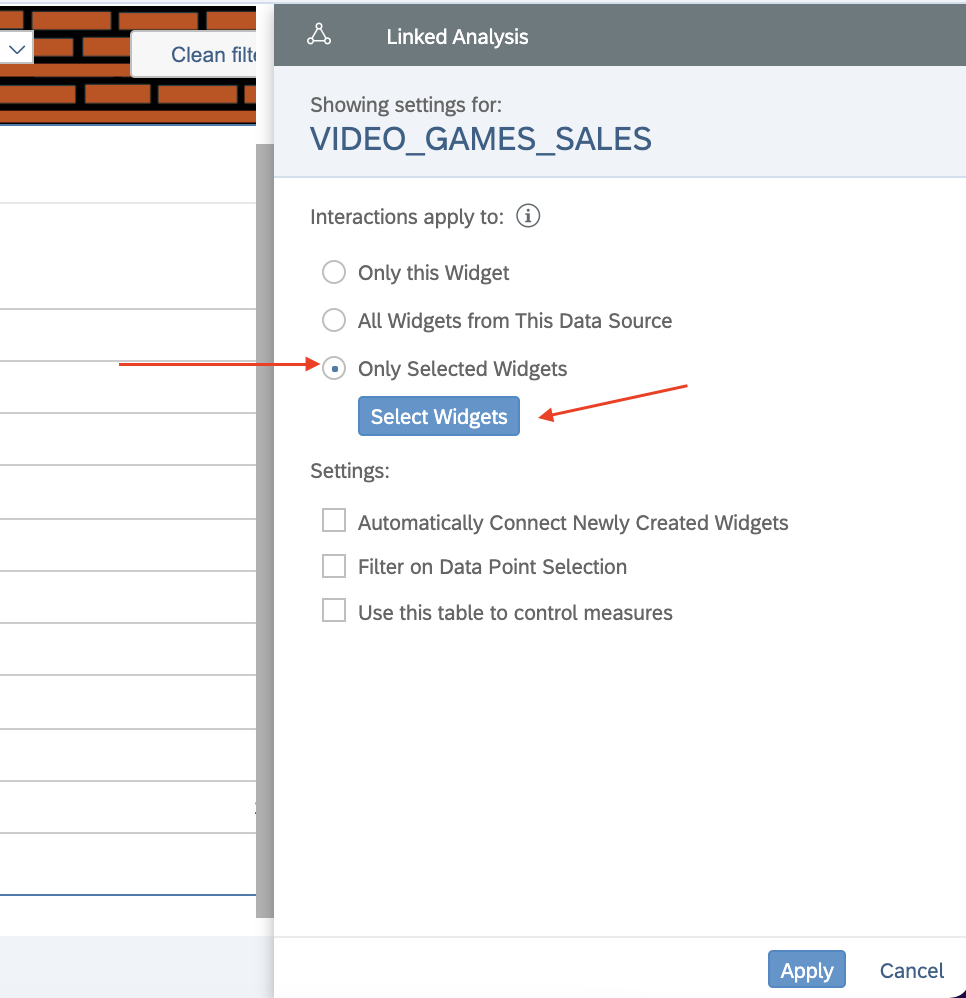 Clean filte
Linked Analysis
Showing settings for:
VIDEO_GAMES_SALES
Interactions apply to:
Only this Widget
All Widgets from This Data Source
Only Selected Widgets
Select Widgets
Settings:
Automatically Connect Newly Created Widgets
Filter on Data Point Selection
Use this table to control measures
Apply
Cancel